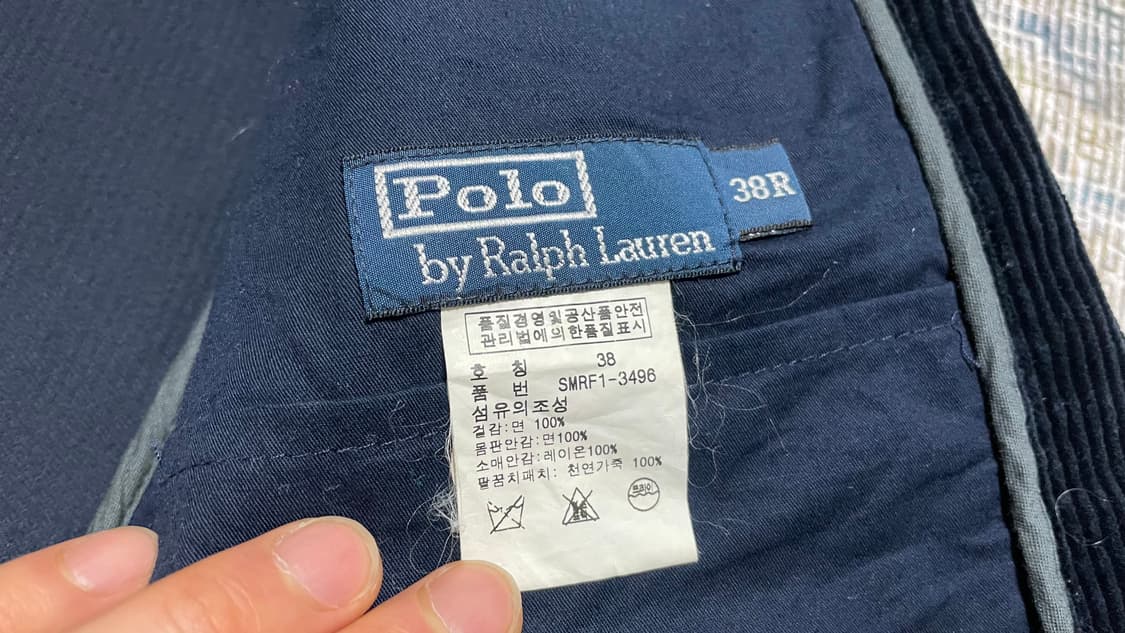 Polo
by Ralph Lauren
38R
품질경영및공산품안전
관리법에의한품질표시
호 칭 38
품 번 SMRF1-3496
섬유의조성
겉감:면 100%
몸판안감:면100%
소매안감:레이온100%
팔꿈치패치: 천연가죽 100%
드라이